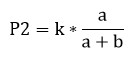 P2 = k * a / (a + b)